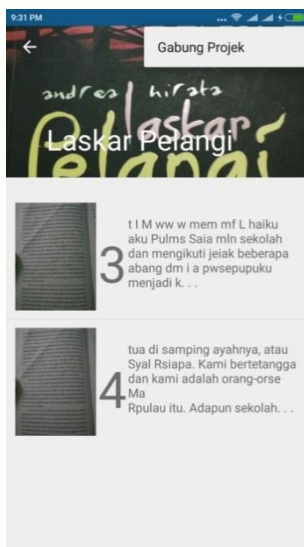 9:31 PM
Gabung Projek
andrea hirata
laskar
Pelangi
Laskar Pelangi
3
t l M ww w mem mf L haiku
aku Pulms Saia mln sekolah
dan mengikuti jeiak beberapa
abang dm i a pwsepupuku
menjadi k. . .
4
tua di samping ayahnya, atau
Syal Rsiapa. Kami bertetangga
dan kami adalah orang-orse
Ma
Rpulau itu. Adapun sekolah. . .